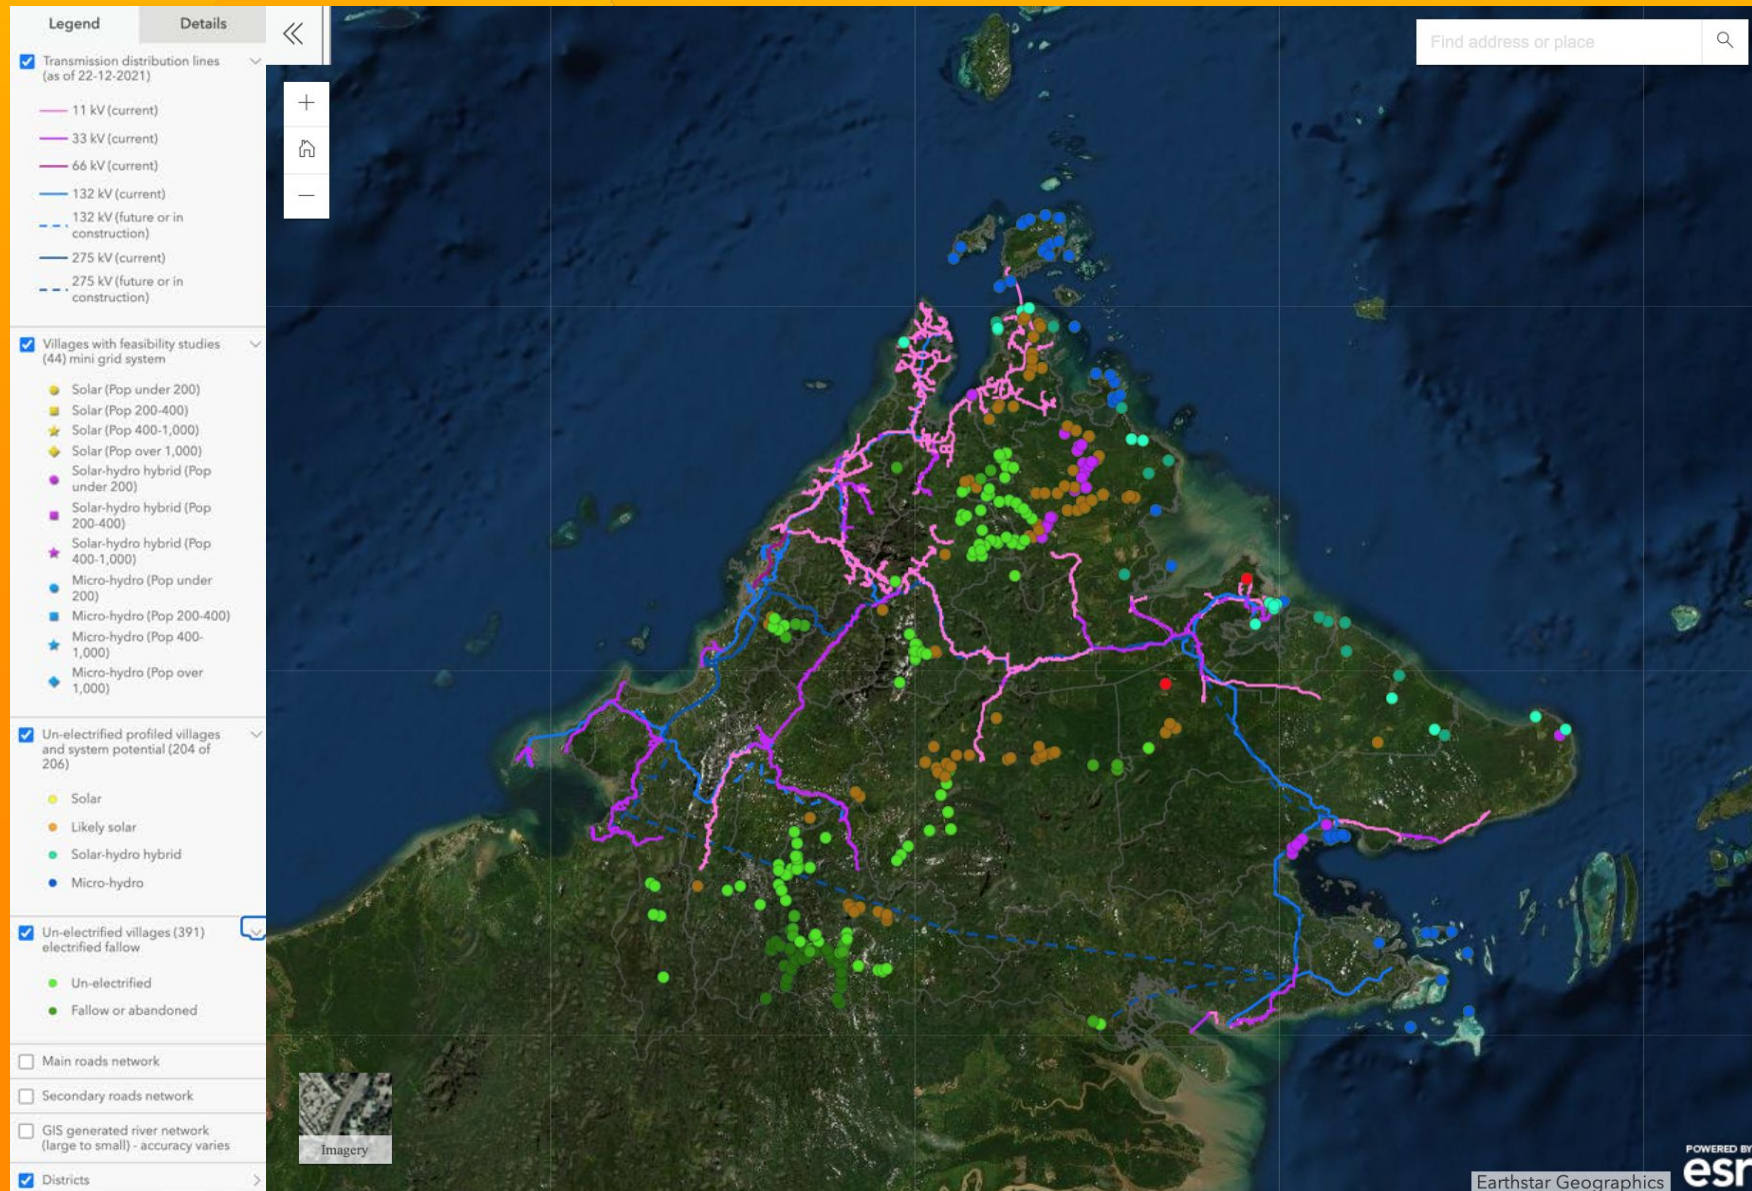 Legend
Details
Find address or place
Transmission distribution lines
(as of 22-12-2021)
11 kV (current)
33 kV (current)
66 kV (current)
132 kV (current)
132 kV (future or in
construction)
275 kV (current)
275 kV (future or in
construction)
Villages with feasibility studies
(44) mini grid system
Solar (Pop under 200)
Solar (Pop 200-400)
Solar (Pop 400-1,000)
Solar (Pop over 1,000)
Solar-hydro hybrid (Pop
under 200)
Solar-hydro hybrid (Pop
200-400)
Solar-hydro hybrid (Pop
400-1,000)
Micro-hydro (Pop under
200)
Micro-hydro (Pop 200-400)
Micro-hydro (Pop 400-
1,000)
Micro-hydro (Pop over
1,000)
Un-electrified profiled villages
and system potential (204 of
206)
Solar
Likely solar
Solar-hydro hybrid
Micro-hydro
Un-electrified villages (391)
electrified fallow
Un-electrified
Fallow or abandoned
Main roads network
Secondary roads network
GIS generated river network
(large to small) - accuracy varies
Districts
Imagery
POWERED BY
esri
Earthstar Geographics